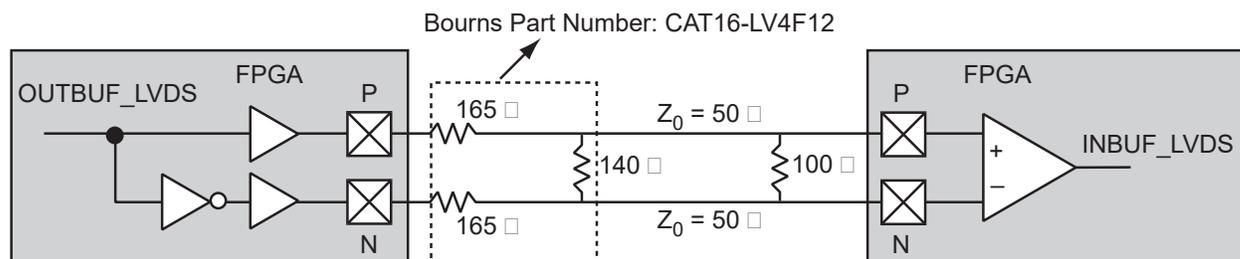 Bourns Part Number: CAT16-LV4F12
FPGA
FPGA
OUTBUF_LVDS
P
165 □
Z0 = 50 □
P
140 □
100 □
+
−
INBUF_LVDS
165 □
Z0 = 50 □
N
N